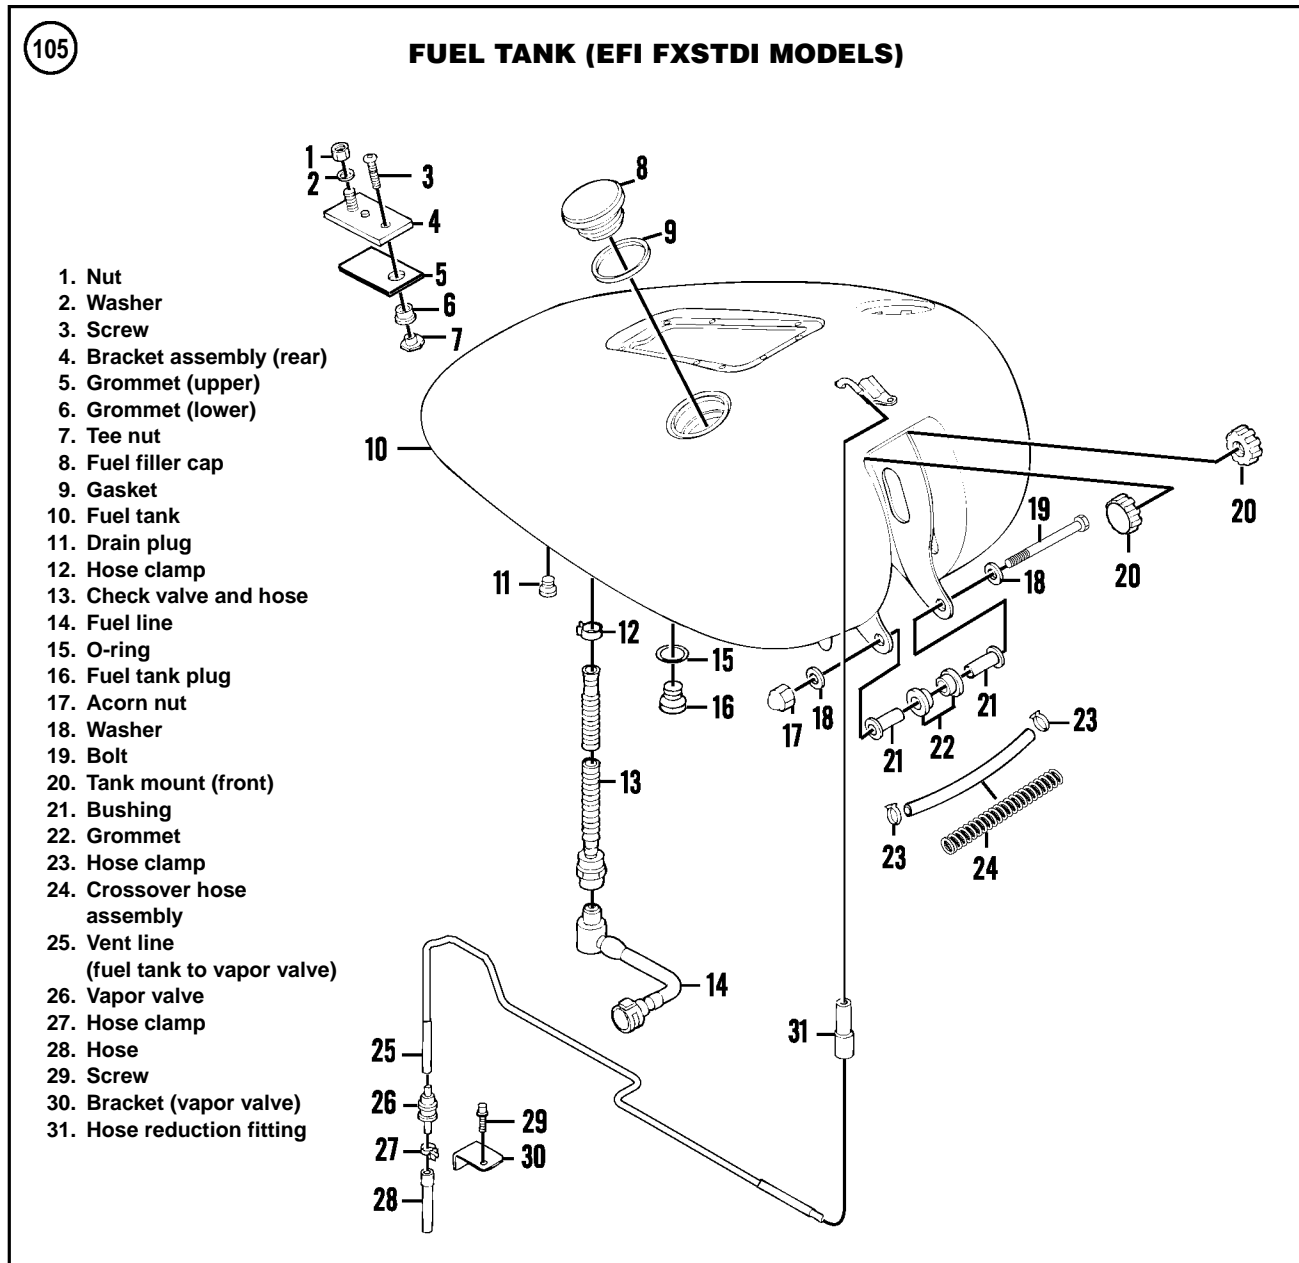 105
FUEL TANK (EFI FXSTDI MODELS)
1. Nut
2. Washer
3. Screw
4. Bracket assembly (rear)
5. Grommet (upper)
6. Grommet (lower)
7. Tee nut
8. Fuel filler cap
9. Gasket
10. Fuel tank
11. Drain plug
12. Hose clamp
13. Check valve and hose
14. Fuel line
15. O-ring
16. Fuel tank plug
17. Acorn nut
18. Washer
19. Bolt
20. Tank mount (front)
21. Bushing
22. Grommet
23. Hose clamp
24. Crossover hose
assembly
25. Vent line
(fuel tank to vapor valve)
26. Vapor valve
27. Hose clamp
28. Hose
29. Screw
30. Bracket (vapor valve)
31. Hose reduction fitting
1
2
3
4
5
6
7
8
9
10
11
12
13
14
15
16
17
18
18
19
20
20
21
21
22
23
23
24
25
26
27
28
29
30
31